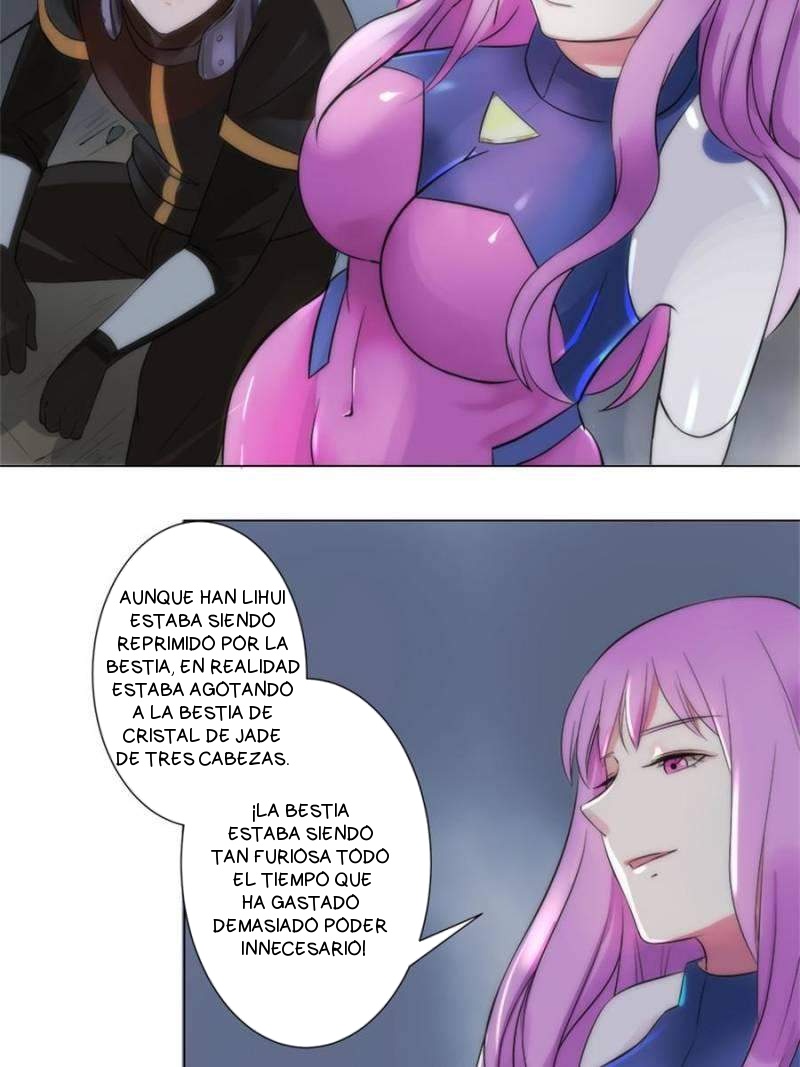 AUNQUE HAN LIHUI
ESTABA SIENDO
REPRIMIDO POR LA
BESTIA, EN REALIDAD
ESTABA AGOTANDO
A LA BESTIA DE
CRISTAL DE JADE
DE TRES CABEZAS.
¡LA BESTIA
ESTABA SIENDO
TAN FURIOSA TODO
EL TIEMPO QUE
HA GASTADO
DEMASIADO PODER
INNECESARIO!